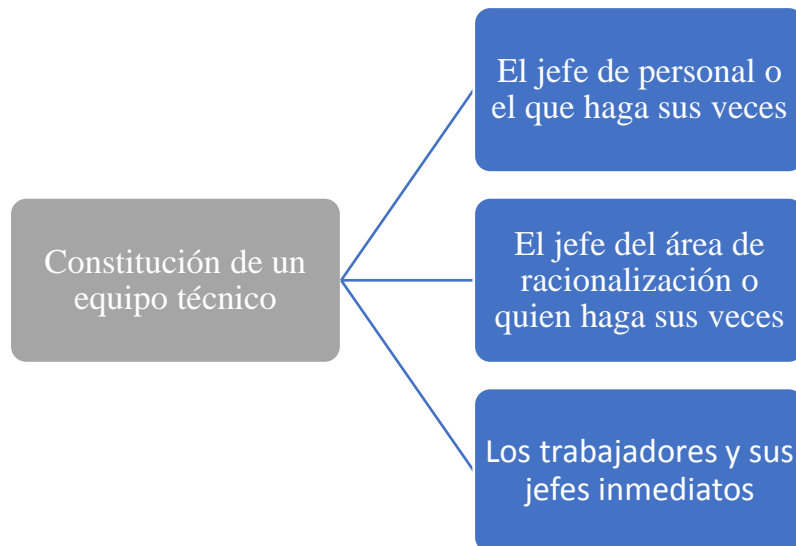 El jefe de personal o
el que haga sus veces
Constitución de un
equipo técnico
El jefe del área de
racionalización o
quien haga sus veces
Los trabajadores y sus
jefes inmediatos